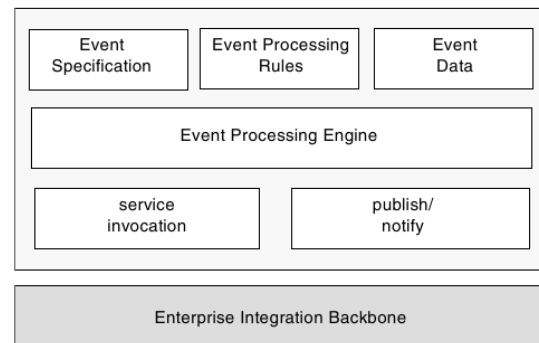 Event
Specification
Event Processing
Rules
Event
Data
Event Processing Engine
service
invocation
publish/
notify
Enterprise Integration Backbone